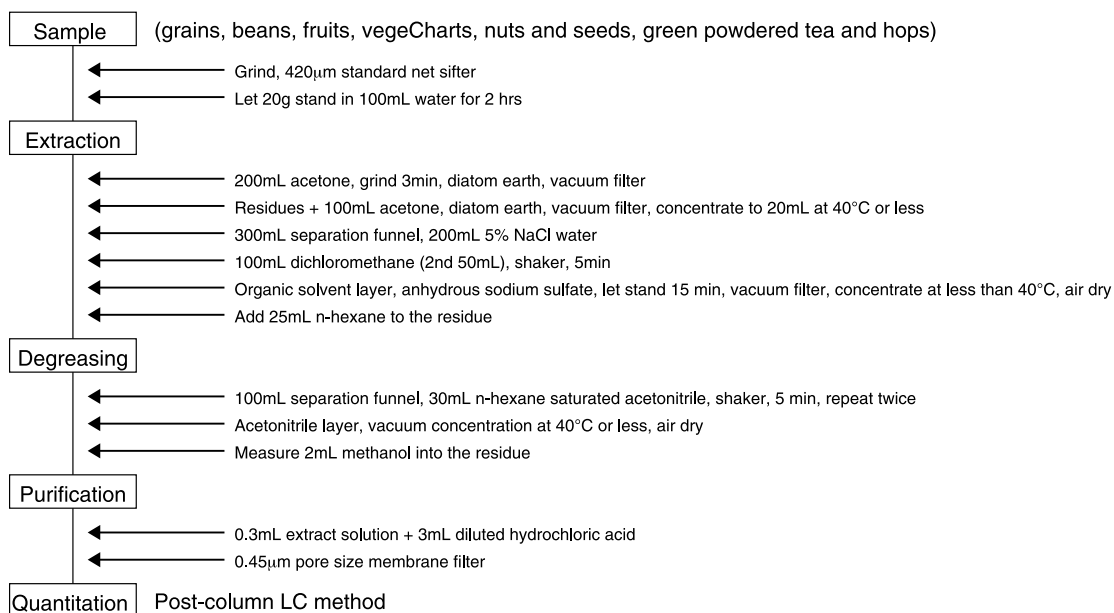 Sample (grains, beans, fruits, vegeCharts, nuts and seeds, green powdered tea and hops)
Grind, 420μm standard net sifter
Let 20g stand in 100mL water for 2 hrs
Extraction
200mL acetone, grind 3min, diatom earth, vacuum filter
Residues + 100mL acetone, diatom earth, vacuum filter, concentrate to 20mL at 40°C or less
300mL separation funnel, 200mL 5% NaCl water
100mL dichloromethane (2nd 50mL), shaker, 5min
Organic solvent layer, anhydrous sodium sulfate, let stand 15 min, vacuum filter, concentrate at less than 40°C, air dry
Add 25mL n-hexane to the residue
Degreasing
100mL separation funnel, 30mL n-hexane saturated acetonitrile, shaker, 5 min, repeat twice
Acetonitrile layer, vacuum concentration at 40°C or less, air dry
Measure 2mL methanol into the residue
Purification
0.3mL extract solution + 3mL diluted hydrochloric acid
0.45μm pore size membrane filter
Quantitation Post-column LC method